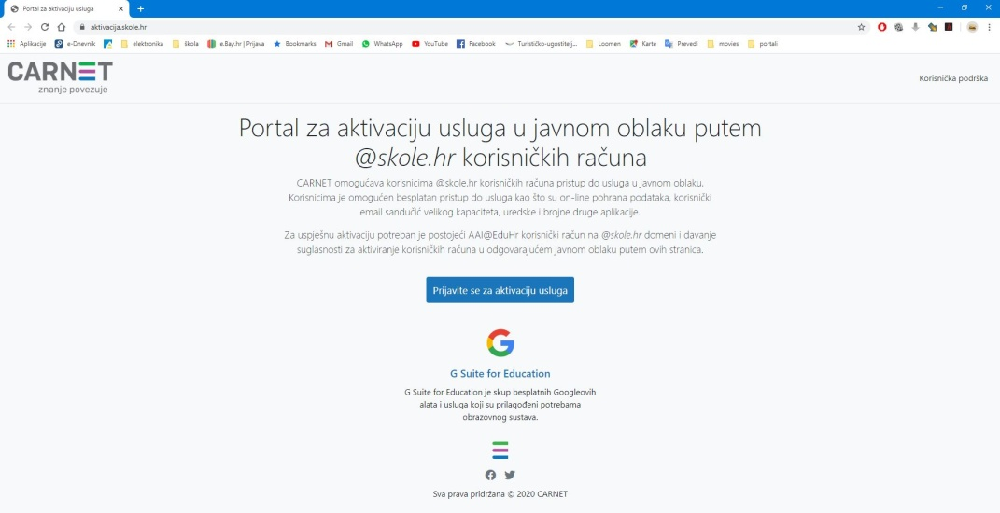 Portal za aktivaciju usluga
aktivacija.skole.hr
Aplikacije e-Dnevnik elektronika škola e.Bay.hr | Prijava Bookmarks Gmail WhatsApp YouTube Facebook Turističko-ugostitelj... Loomen Karte Prevedi movies portali
CARNET
znanje povezuje
Korisnička podrška
Portal za aktivaciju usluga u javnom oblaku putem
@skole.hr korisničkih računa
CARNET omogućava korisnicima @skole.hr korisničkih računa pristup do usluga u javnom oblaku.
Korisnicima je omogućen besplatan pristup do usluga kao što su on-line pohrana podataka, korisnički
email sandučić velikog kapaciteta, uredske i brojne druge aplikacije.
Za uspješnu aktivaciju potreban je postojeći AAI@EduHr korisnički račun na @skole.hr domeni i davanje
suglasnosti za aktiviranje korisničkih računa u odgovarajućem javnom oblaku putem ovih stranica.
Prijavite se za aktivaciju usluga
G Suite for Education
G Suite for Education je skup besplatnih Googleovih
alata i usluga koji su prilagođeni potrebama
obrazovnog sustava.
Sva prava pridržana © 2020 CARNET